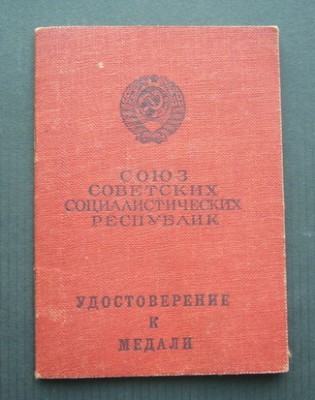 СОЮЗ
СОВЕТСКИХ
СОЦИАЛИСТИЧЕСКИХ
РЕСПУБЛИК
УДОСТОВЕРЕНИЕ
К
МЕДАЛИ